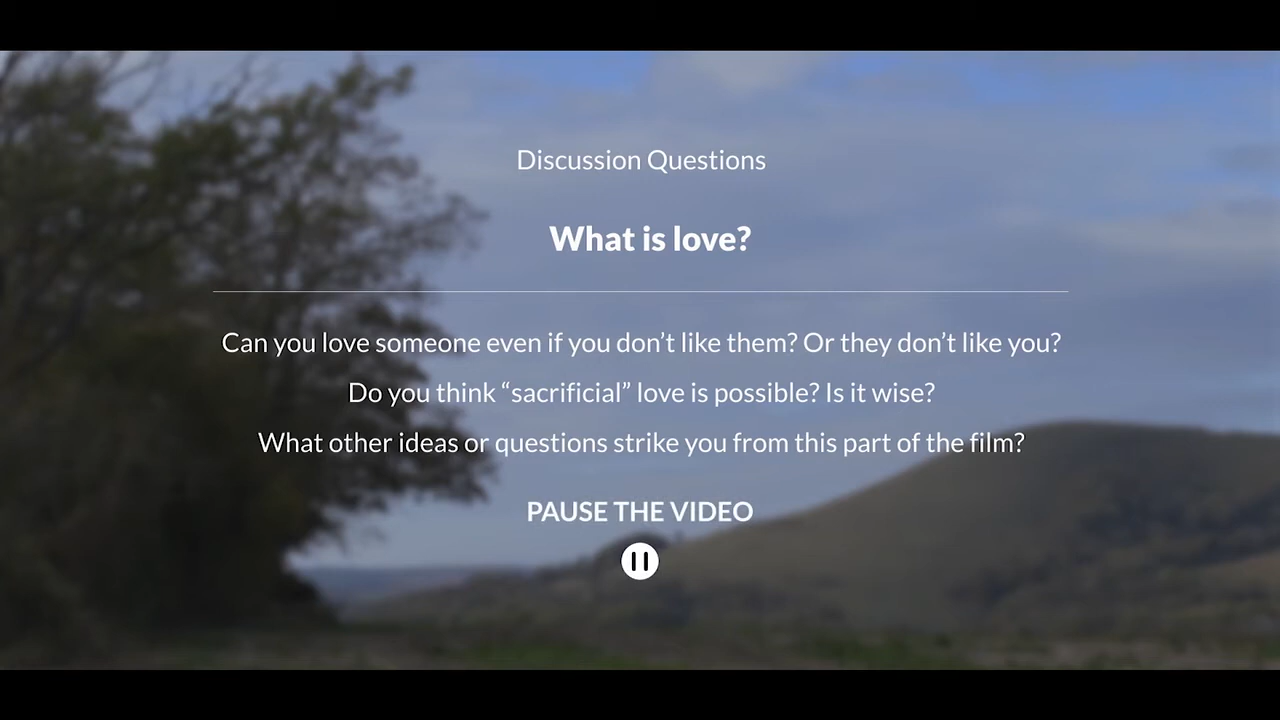 Discussion Questions
What is love?
Can you love someone even if you don’t like them? Or they don’t like you?
Do you think “sacrificial” love is possible? Is it wise?
What other ideas or questions strike you from this part of the film?
PAUSE THE VIDEO